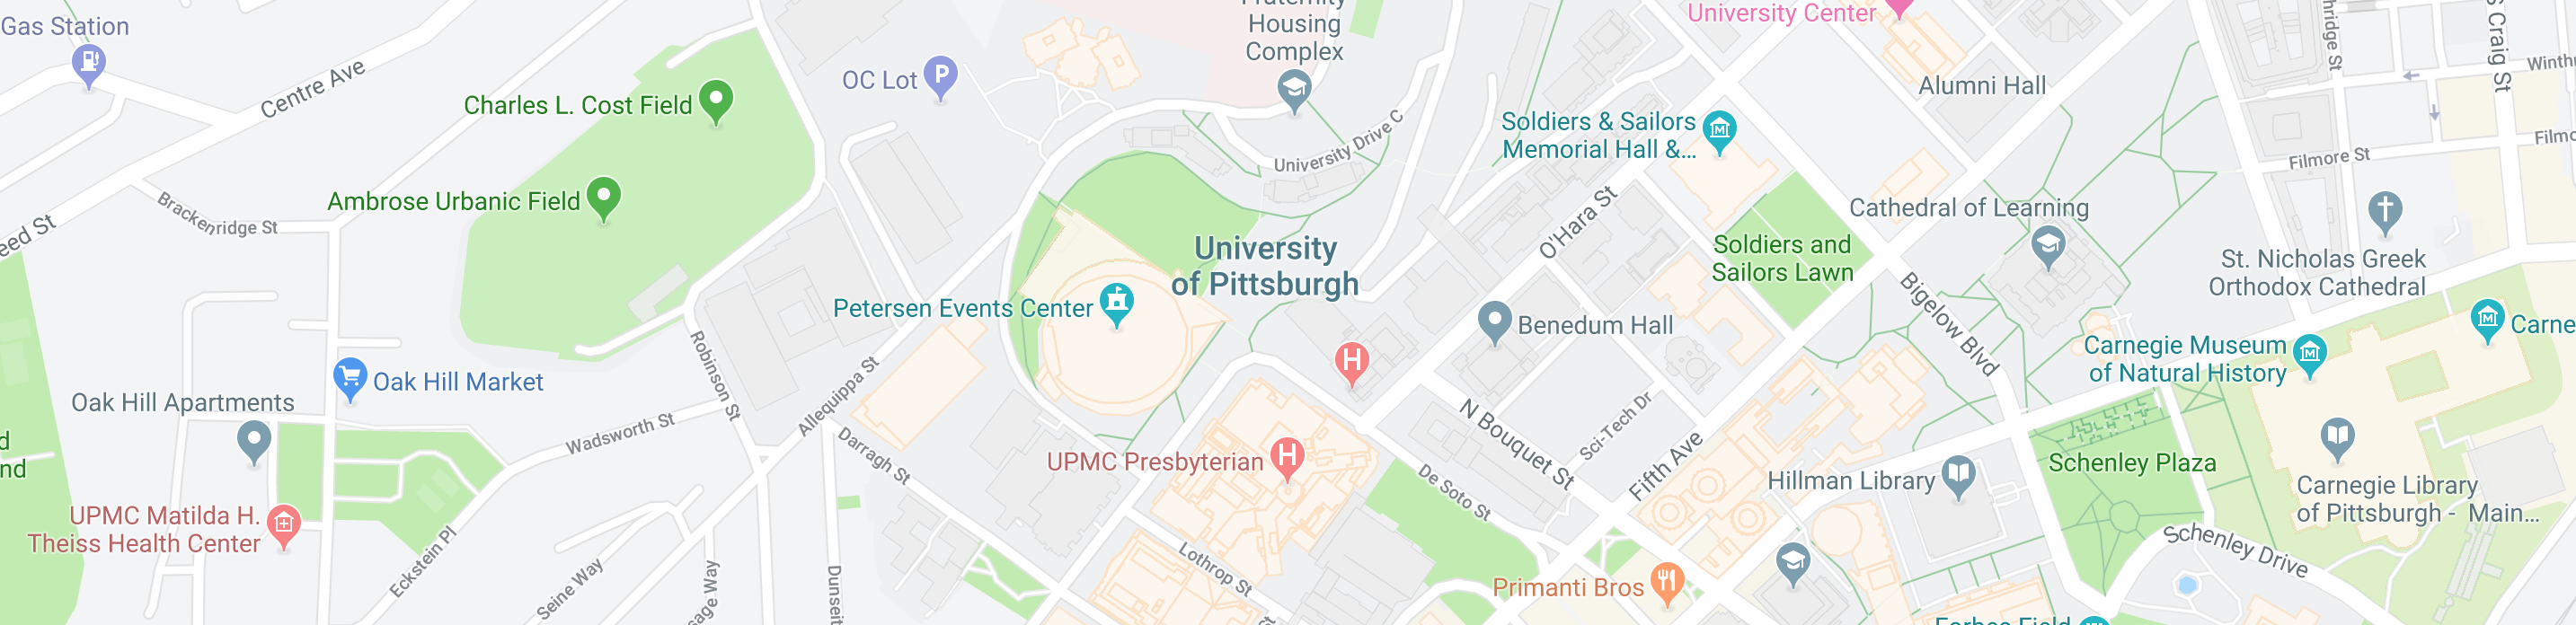 Gas Station
Centre Ave
Charles L. Cost Field
OC Lot
Housing
Complex
University Drive C
University Center
Alumni Hall
S Craig St
Filmore St
Soldiers & Sailors
Memorial Hall &...
Ambrose Urbanic Field
Brackenridge St
O'Hara St
Cathedral of Learning
University
of Pittsburgh
Soldiers and
Sailors Lawn
St. Nicholas Greek
Orthodox Cathedral
Petersen Events Center
Benedum Hall
Bigelow Blvd
Carnegie Museum
of Natural History
Carne
H
Robinson St
Allequippa St
Oak Hill Market
Oak Hill Apartments
Wadsworth St
Darragh St
UPMC Presbyterian
H
De Soto St
N Bouquet St
Sci-Tech Dr
Fifth Ave
Hillman Library
Schenley Plaza
Carnegie Library
of Pittsburgh - Main...
UPMC Matilda H.
Theiss Health Center
Eckstein Pl
Seine Way
Lothrop St
Primanti Bros
Schenley Drive